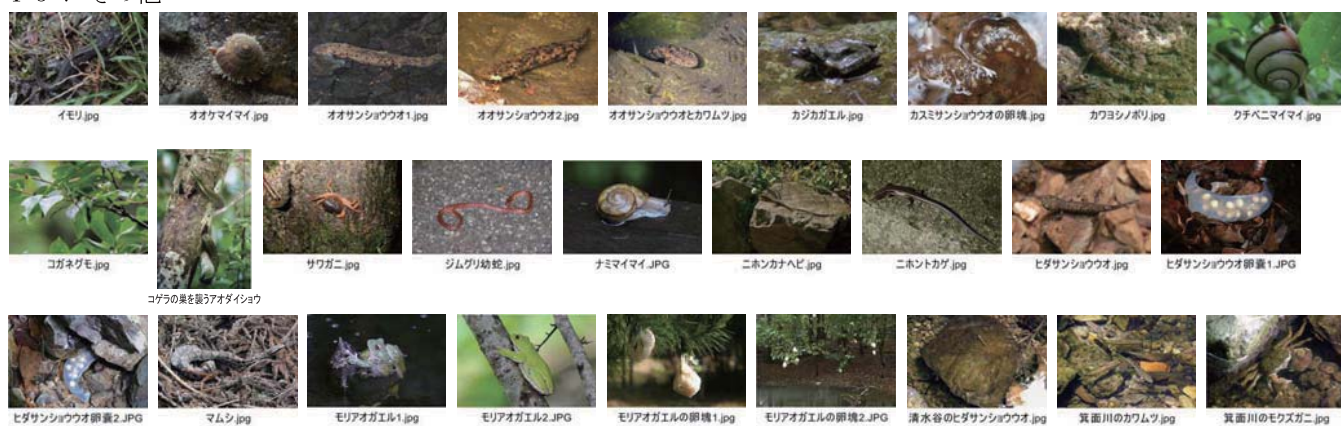 イモリ.jpg
オオケマイマイ.jpg
オオサンショウウオ1.jpg
オオサンショウウオ2.jpg
オオサンショウウオとカワムツ.jpg
カジカガエル.jpg
カスミサンショウウオの卵塊.jpg
カワヨシノボリ.jpg
クチベニマイマイ.jpg
コガネグモ.jpg
コゲラの巣を襲うアオダイショウ
サワガニ.jpg
ジムグリ幼蛇.jpg
ナミマイマイ.JPG
ニホンカナヘビ.jpg
ニホントカゲ.jpg
ヒダサンショウウオ.jpg
ヒダサンショウウオ卵嚢1.JPG
ヒダサンショウウオ卵嚢2.JPG
マムシ.jpg
モリアオガエル1.jpg
モリアオガエル2.JPG
モリアオガエルの卵塊1.jpg
モリアオガエルの卵塊2.JPG
清水谷のヒダサンショウウオ.jpg
箕面川のカワムツ.jpg
箕面川のモクズガニ.jpg